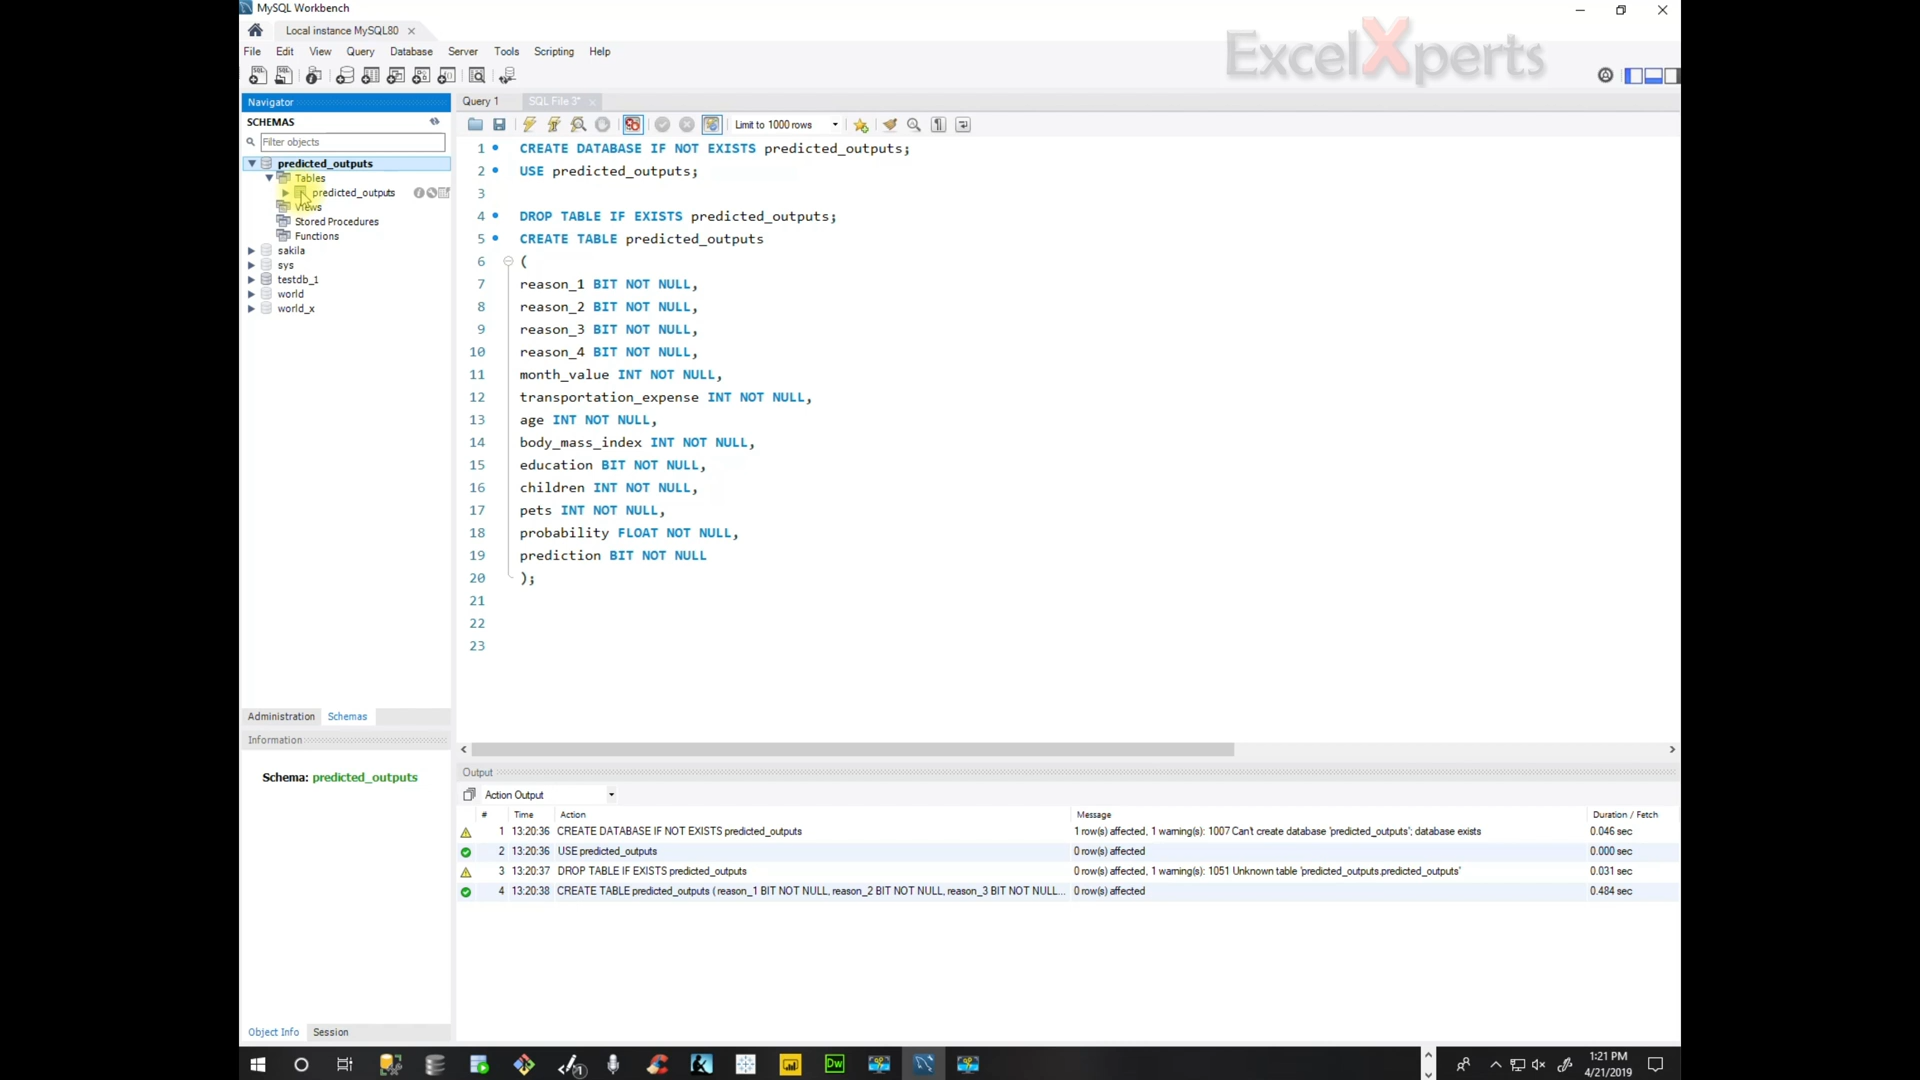 MySQL Workbench
Local instance MySQL80
File Edit View Query Database Server Tools Scripting Help
ExcelXperts
Navigator
SCHEMAS
Filter objects
predicted_outputs
Tables
predicted_outputs
Views
Stored Procedures
Functions
sakila
sys
testdb_1
world
world_x
Administration Schemas
Information
Schema: predicted_outputs
Object Info Session
Query 1 SQL File 3*
Limit to 1000 rows
1 CREATE DATABASE IF NOT EXISTS predicted_outputs;
2 USE predicted_outputs;
3
4 DROP TABLE IF EXISTS predicted_outputs;
5 CREATE TABLE predicted_outputs
6 (
7 reason_1 BIT NOT NULL,
8 reason_2 BIT NOT NULL,
9 reason_3 BIT NOT NULL,
10 reason_4 BIT NOT NULL,
11 month_value INT NOT NULL,
12 transportation_expense INT NOT NULL,
13 age INT NOT NULL,
14 body_mass_index INT NOT NULL,
15 education BIT NOT NULL,
16 children INT NOT NULL,
17 pets INT NOT NULL,
18 probability FLOAT NOT NULL,
19 prediction BIT NOT NULL
20 );
21
22
23
Output
Action Output
# Time Action Message Duration / Fetch
1 13:20:36 CREATE DATABASE IF NOT EXISTS predicted_outputs 1 row(s) affected, 1 warning(s): 1007 Can't create database 'predicted_outputs'; database exists 0.046 sec
2 13:20:36 USE predicted_outputs 0 row(s) affected 0.000 sec
3 13:20:37 DROP TABLE IF EXISTS predicted_outputs 0 row(s) affected, 1 warning(s): 1051 Unknown table 'predicted_outputs.predicted_outputs' 0.031 sec
4 13:20:38 CREATE TABLE predicted_outputs ( reason_1 BIT NOT NULL, reason_2 BIT NOT NULL, reason_3 BIT NOT NULL... 0 row(s) affected 0.484 sec
Dw
1:21 PM
4/21/2019